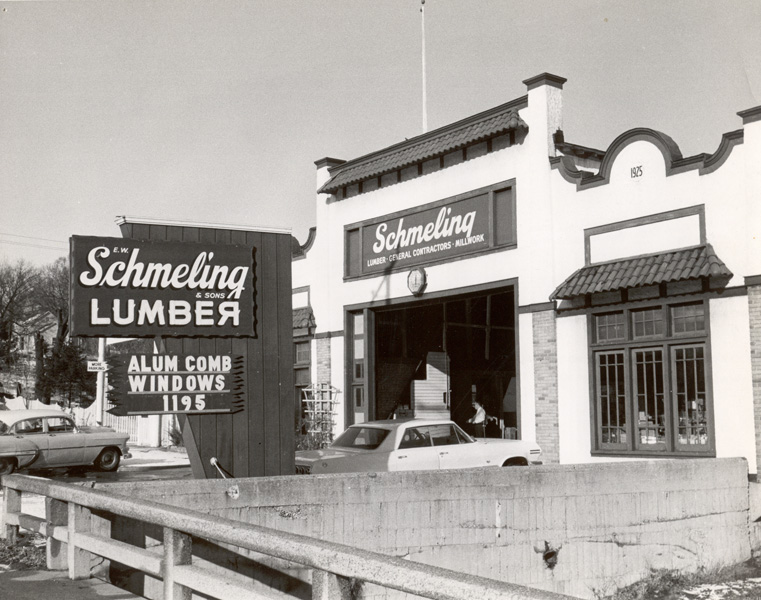 E.W.
Schmeling
& SONS
LUMBER
ALUM COMB
WINDOWS
1195
Schmeling
LUMBER · GENERAL CONTRACTORS · MILLWORK
1925